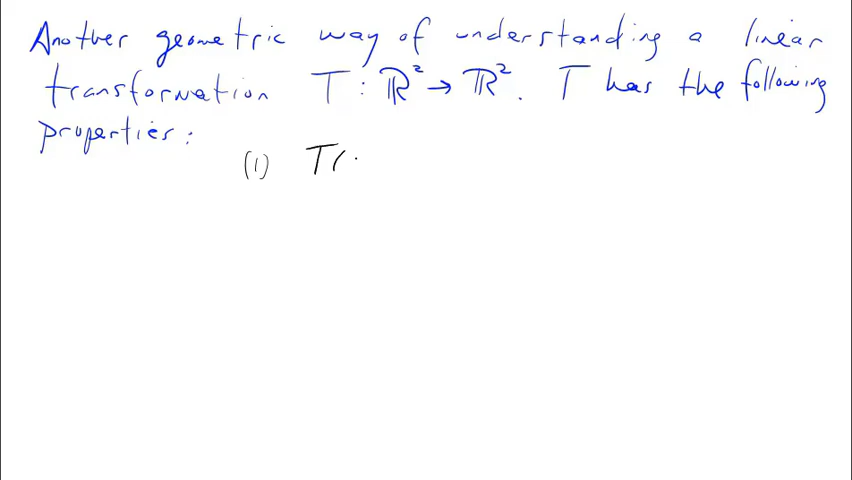 Another geometric way of understanding a linear
transformation T : ℝ² → ℝ². T has the following
properties:
(1) T(